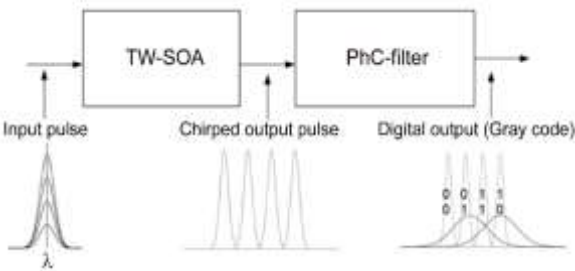 TW-SOA
PhC-filter
Input pulse
Chirped output pulse
Digital output (Gray code)
0 0 1 1
0 1 1 0
λ